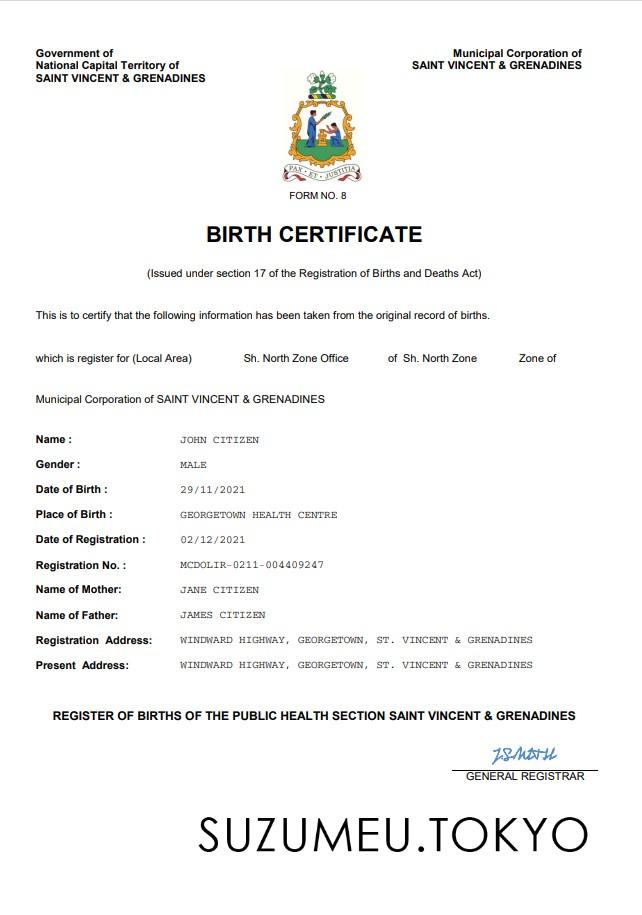 Government of
National Capital Territory of
SAINT VINCENT & GRENADINES
Municipal Corporation of
SAINT VINCENT & GRENADINES
PAX • ET • JUSTITIA
FORM NO. 8
BIRTH CERTIFICATE
(Issued under section 17 of the Registration of Births and Deaths Act)
This is to certify that the following information has been taken from the original record of births.
which is register for (Local Area) Sh. North Zone Office of Sh. North Zone Zone of
Municipal Corporation of SAINT VINCENT & GRENADINES
Name : JOHN CITIZEN
Gender : MALE
Date of Birth : 29/11/2021
Place of Birth : GEORGETOWN HEALTH CENTRE
Date of Registration : 02/12/2021
Registration No. : MCDOLIR-0211-004409247
Name of Mother: JANE CITIZEN
Name of Father: JAMES CITIZEN
Registration Address: WINDWARD HIGHWAY, GEORGETOWN, ST. VINCENT & GRENADINES
Present Address: WINDWARD HIGHWAY, GEORGETOWN, ST. VINCENT & GRENADINES
REGISTER OF BIRTHS OF THE PUBLIC HEALTH SECTION SAINT VINCENT & GRENADINES
GENERAL REGISTRAR
SUZUMEU.TOKYO